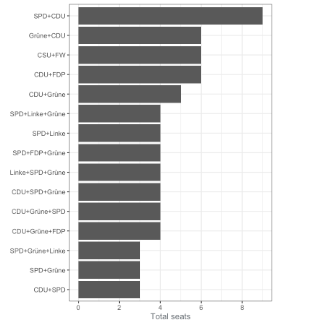 SPD+CDU
Grüne+CDU
CSU+FW
CDU+FDP
CDU+Grüne
SPD+Linke+Grüne
SPD+Linke
SPD+FDP+Grüne
Linke+SPD+Grüne
CDU+SPD+Grüne
CDU+Grüne+SPD
CDU+Grüne+FDP
SPD+Grüne+Linke
SPD+Grüne
CDU+SPD
0 2 4 6 8
Total seats